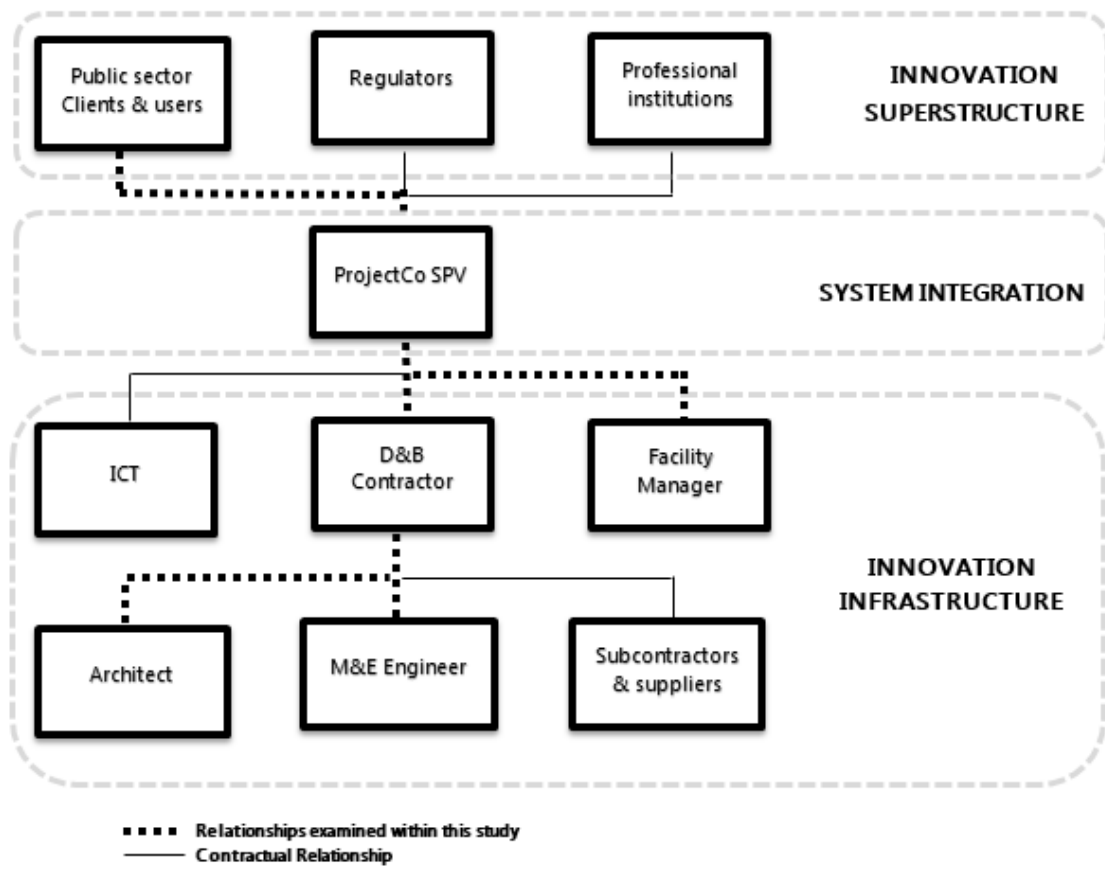 Public sector
Clients & users
Regulators
Professional
institutions
INNOVATION
SUPERSTRUCTURE
ProjectCo SPV
SYSTEM INTEGRATION
ICT
D&B
Contractor
Facility
Manager
INNOVATION
INFRASTRUCTURE
Architect
M&E Engineer
Subcontractors
& suppliers
Relationships examined within this study
Contractual Relationship